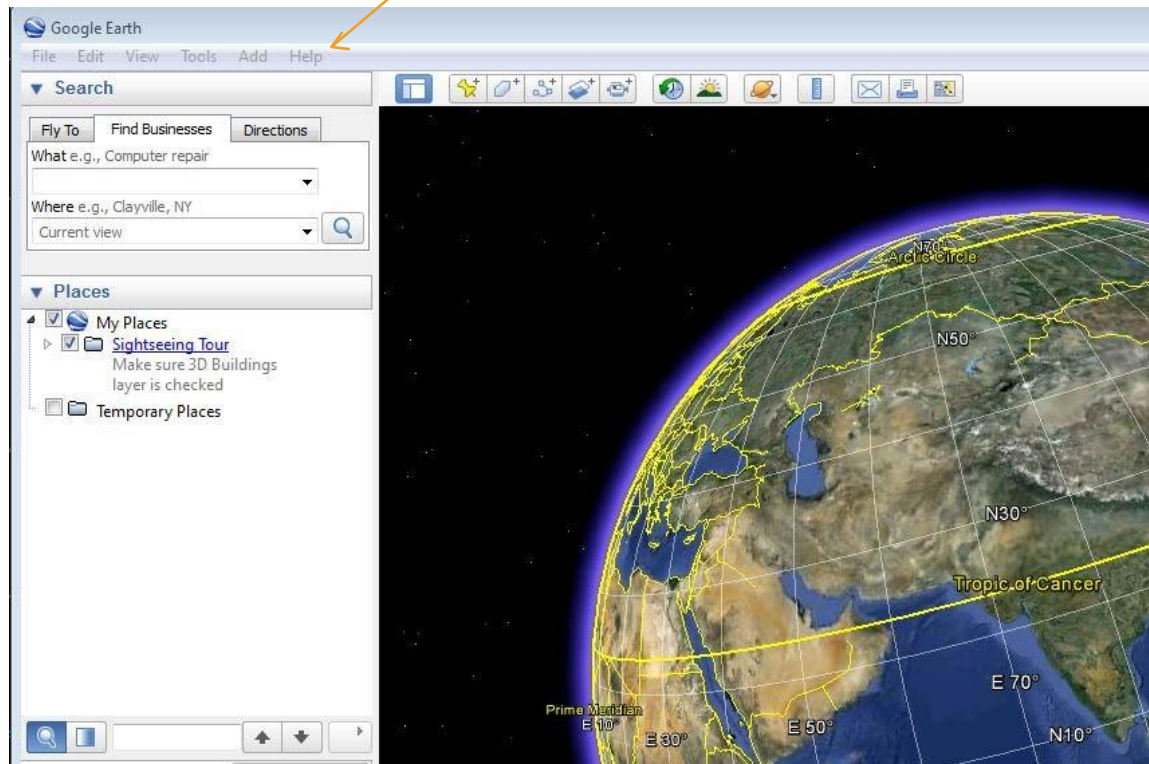 Google Earth
File Edit View Tools Add Help
Search
Fly To Find Businesses Directions
What e.g., Computer repair
Where e.g., Clayville, NY
Current view
Places
My Places
Sightseeing Tour
Make sure 3D Buildings
layer is checked
Temporary Places
N70°
Arctic Circle
N50°
N30°
Tropic of Cancer
E 70°
Prime Meridian
E 10°
E 30°
E 50°
N10°